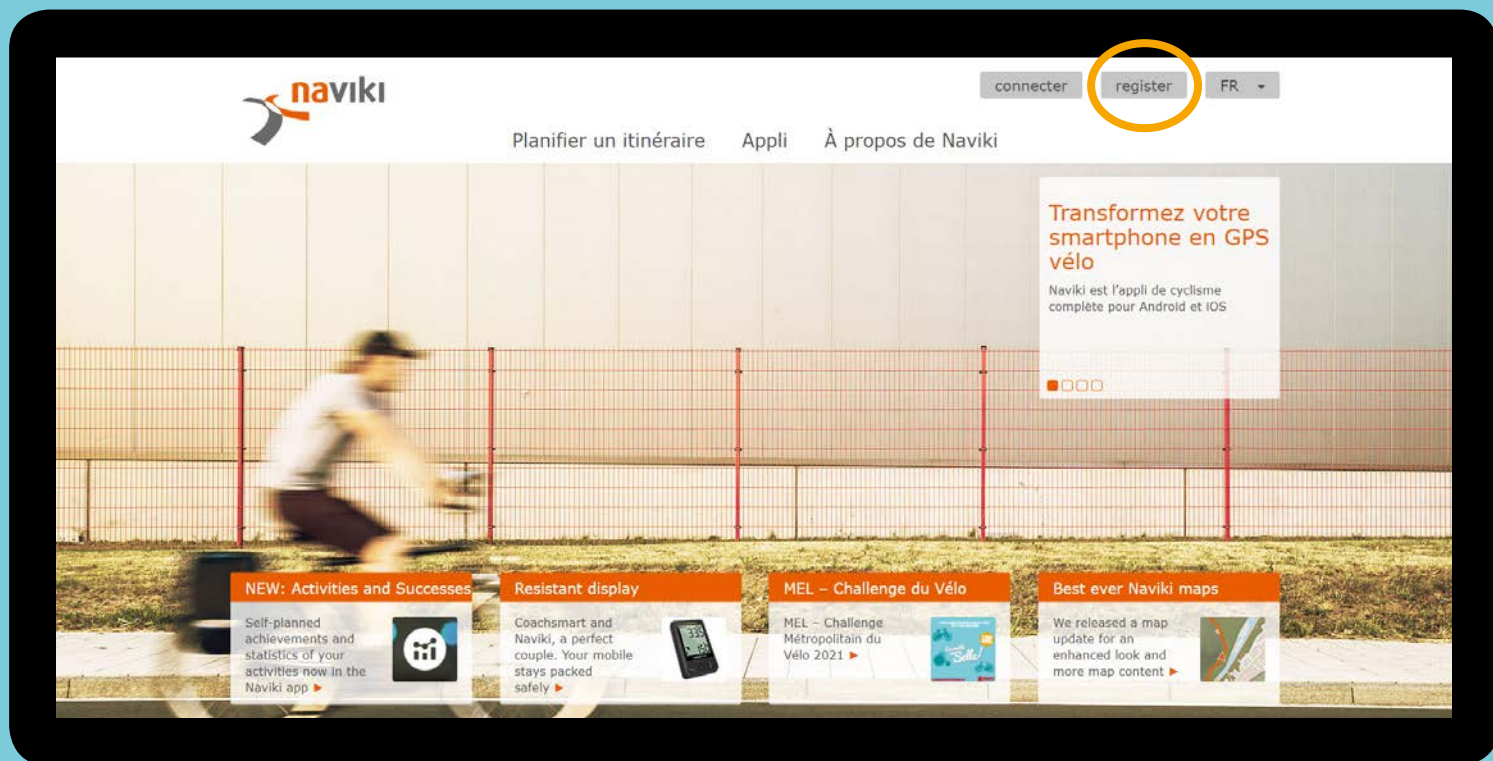 naviki
connecter
register
FR
Planifier un itinéraire
Appli
À propos de Naviki
Transformez votre
smartphone en GPS
vélo
Naviki est l'appli de cyclisme
complète pour Android et iOS
NEW: Activities and Successes
Self-planned
achievements and
statistics of your
activities now in the
Naviki app
Resistant display
Coachsmart and
Naviki, a perfect
couple. Your mobile
stays packed
safely
335
MEL – Challenge du Vélo
MEL – Challenge
Métropolitain du
Vélo 2021
Selle!
Best ever Naviki maps
We released a map
update for an
enhanced look and
more map content